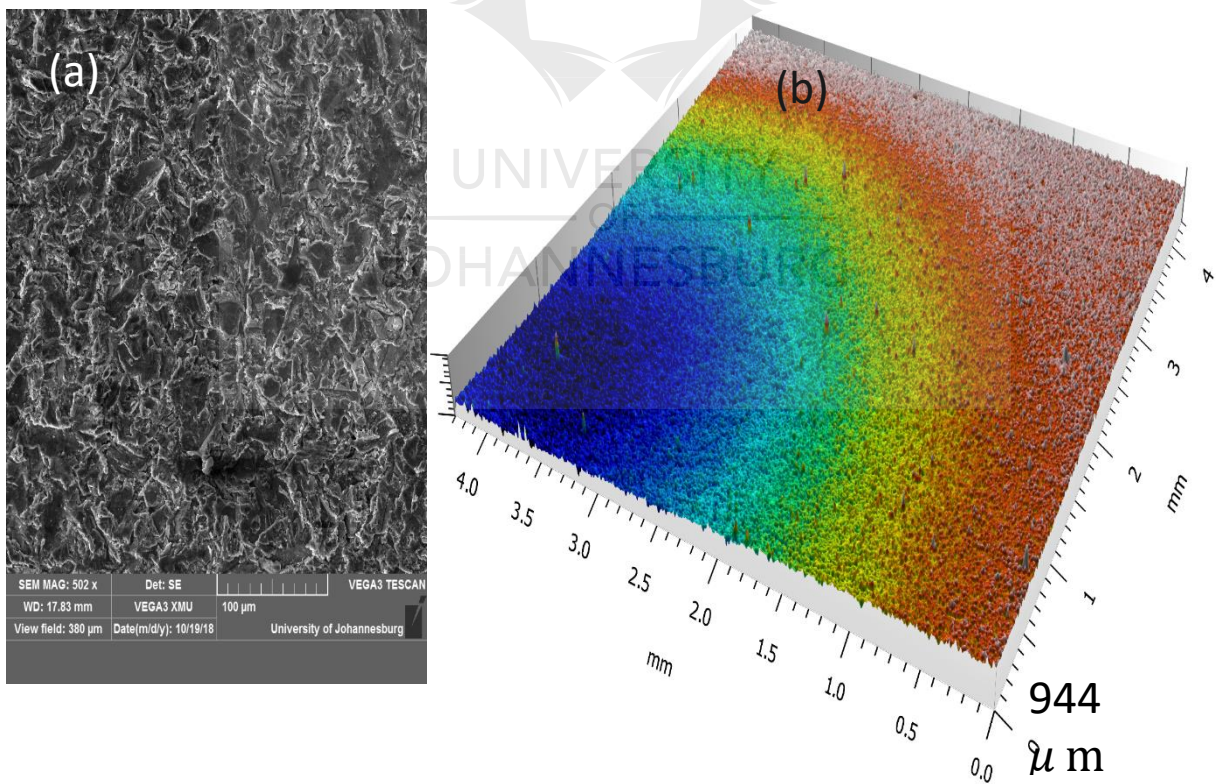 (a)
SEM MAG: 502 x Det: SE VEGA3 TESCAN
WD: 17.83 mm VEGA3 XMU 100 µm
View field: 380 µm Date(m/d/y): 10/19/18 University of Johannesburg
(b)
UNIVERSITY
OF
JOHANNESBURG
4
3
2
1
mm
4.0
3.5
3.0
2.5
2.0
1.5
1.0
0.5
0.0
mm
944
µ m